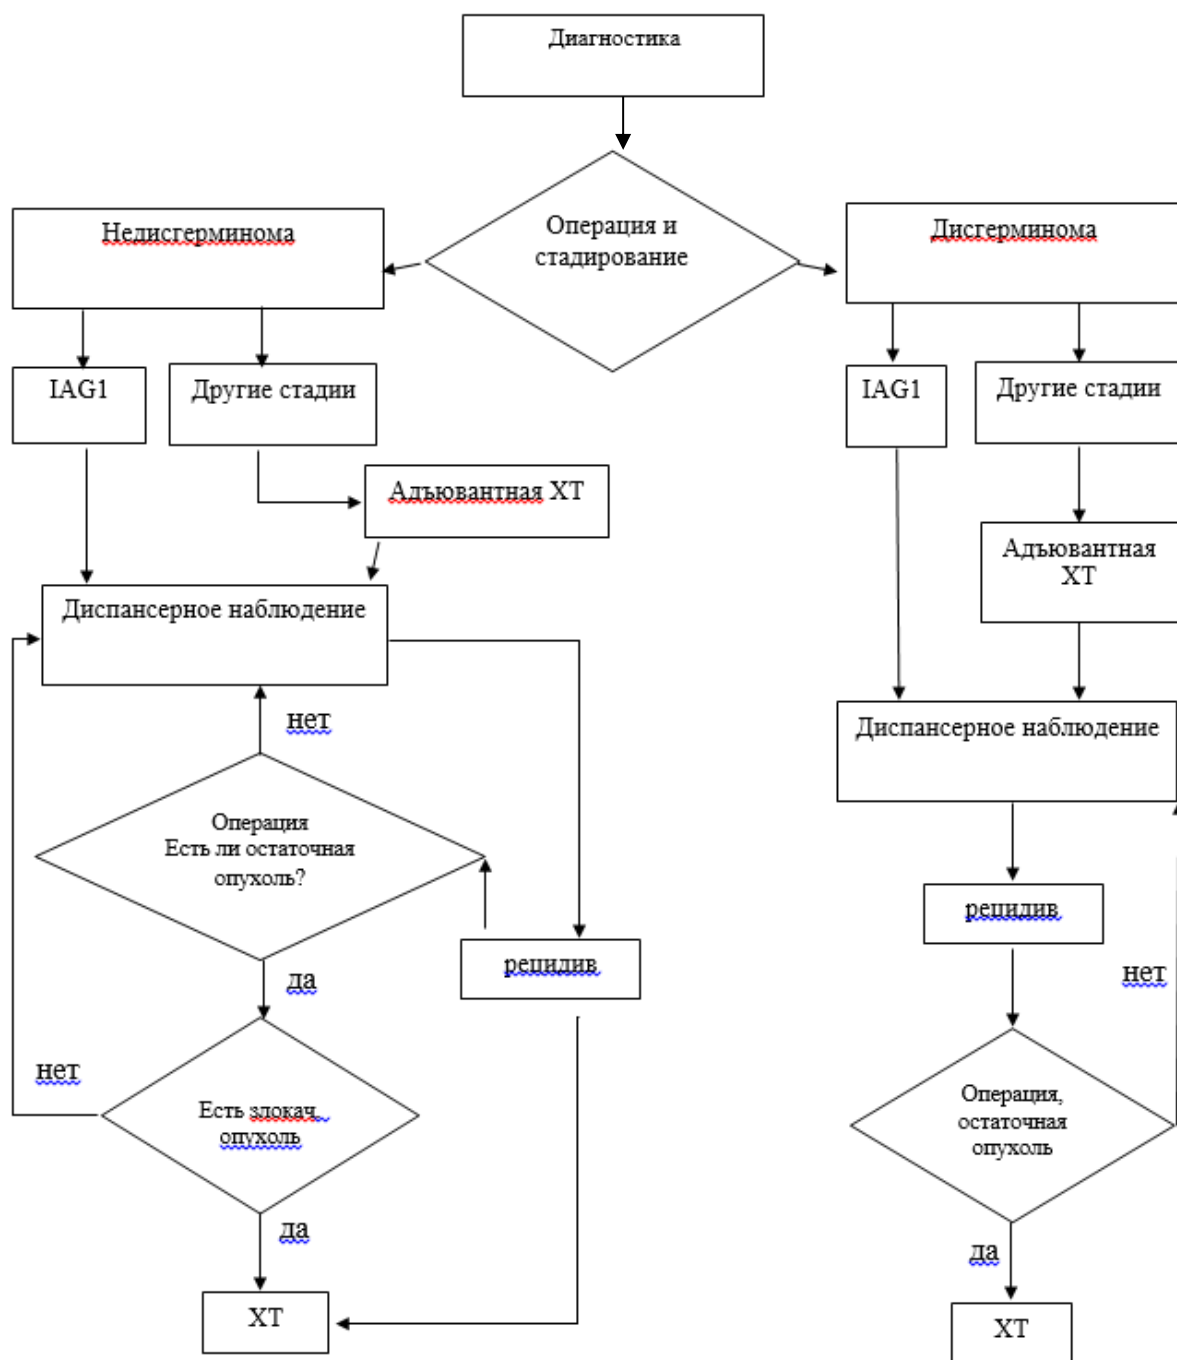 Диагностика
Операция и
стадирование
Недисгерминома
Дисгерминома
IAG1
Другие стадии
IAG1
Другие стадии
Адъювантная ХТ
Адъювантная
ХТ
Диспансерное наблюдение
нет
Диспансерное наблюдение
Операция
Есть ли остаточная
опухоль?
рецидив
да
рецидив
нет
нет
Есть злокач.
опухоль
Операция,
остаточная
опухоль
да
да
ХТ
ХТ